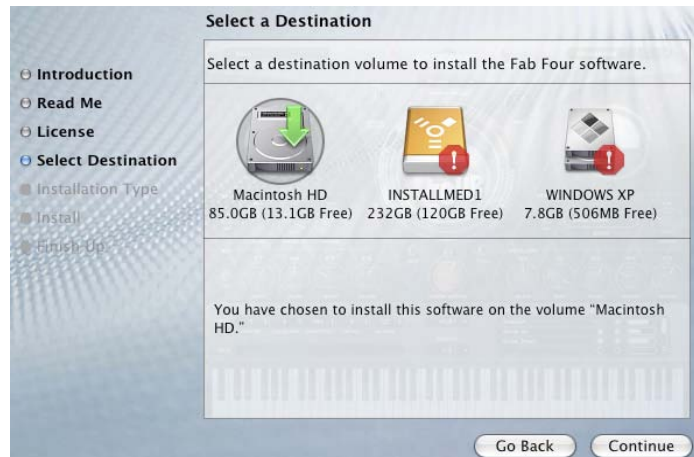 Select a Destination
Introduction
Read Me
License
Select Destination
Installation Type
Install
Finish Up
Select a destination volume to install the Fab Four software.
Macintosh HD
85.0GB (13.1GB Free)
INSTALLMED1
232GB (120GB Free)
WINDOWS XP
7.8GB (506MB Free)
You have chosen to install this software on the volume “Macintosh
HD.”
Go Back
Continue